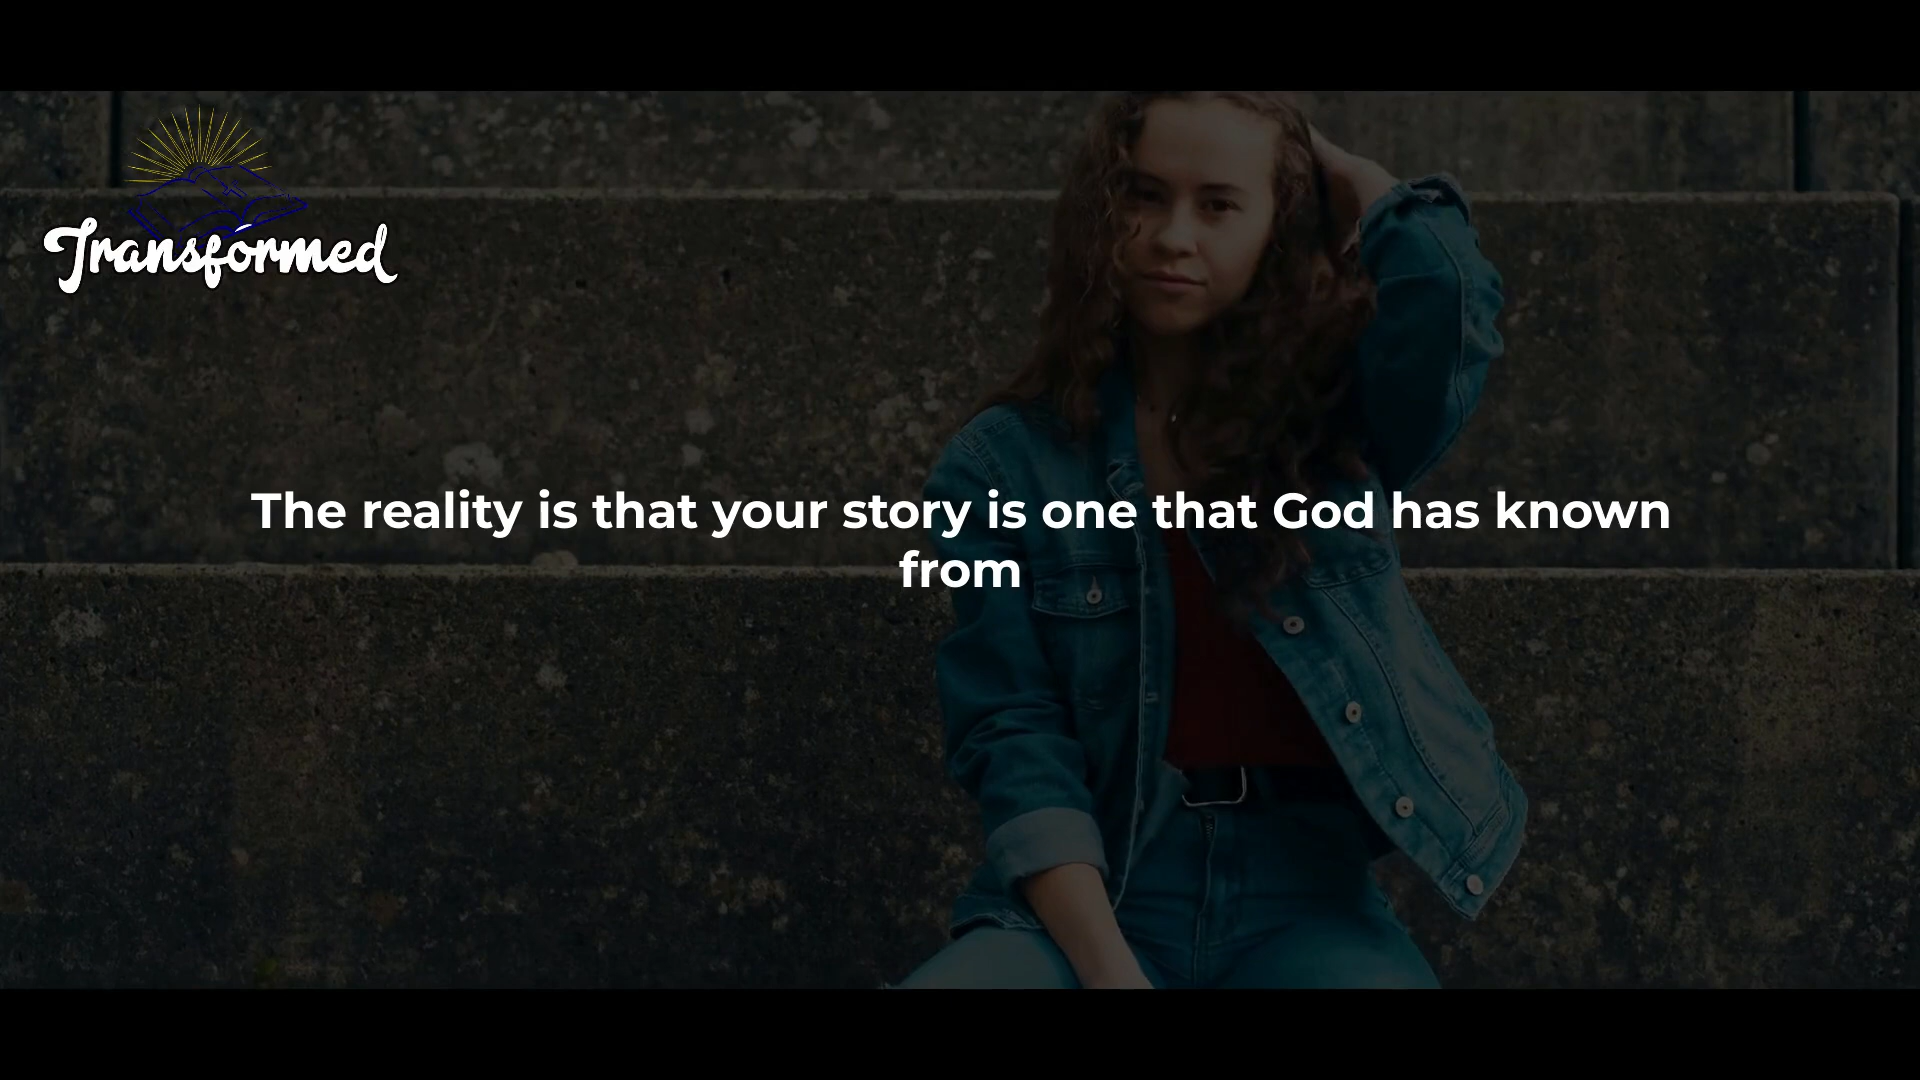 Transformed
The reality is that your story is one that God has known
from